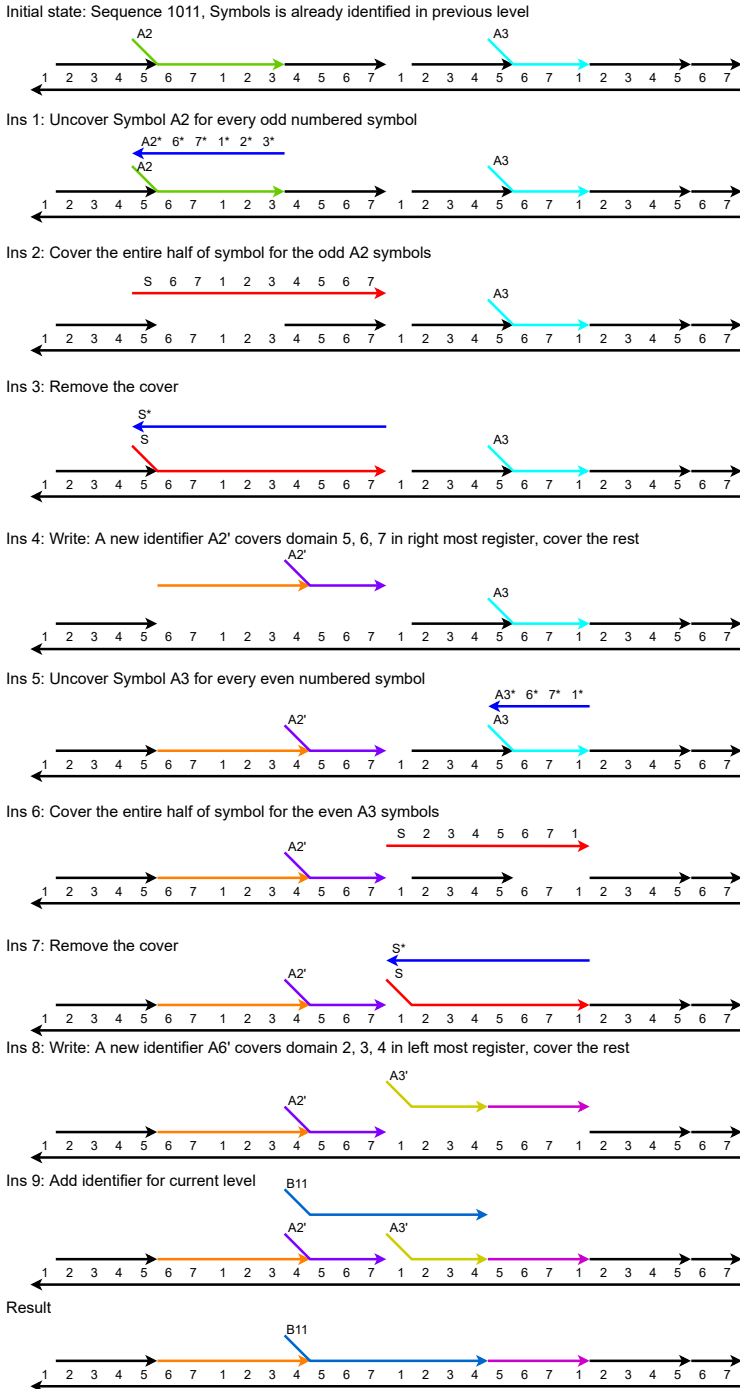 Initial state: Sequence 1011, Symbols is already identified in previous level
A2 A3
1 2 3 4 5 6 7 1 2 3 4 5 6 7 1 2 3 4 5 6 7 1 2 3 4 5 6 7
Ins 1: Uncover Symbol A2 for every odd numbered symbol
A2* 6* 7* 1* 2* 3*
A2 A3
1 2 3 4 5 6 7 1 2 3 4 5 6 7 1 2 3 4 5 6 7 1 2 3 4 5 6 7
Ins 2: Cover the entire half of symbol for the odd A2 symbols
S 6 7 1 2 3 4 5 6 7
A3
1 2 3 4 5 6 7 1 2 3 4 5 6 7 1 2 3 4 5 6 7 1 2 3 4 5 6 7
Ins 3: Remove the cover
S*
S A3
1 2 3 4 5 6 7 1 2 3 4 5 6 7 1 2 3 4 5 6 7 1 2 3 4 5 6 7
Ins 4: Write: A new identifier A2' covers domain 5, 6, 7 in right most register, cover the rest
A2'
A3
1 2 3 4 5 6 7 1 2 3 4 5 6 7 1 2 3 4 5 6 7 1 2 3 4 5 6 7
Ins 5: Uncover Symbol A3 for every even numbered symbol
A3* 6* 7* 1*
A2' A3
1 2 3 4 5 6 7 1 2 3 4 5 6 7 1 2 3 4 5 6 7 1 2 3 4 5 6 7
Ins 6: Cover the entire half of symbol for the even A3 symbols
S 2 3 4 5 6 7 1
A2'
1 2 3 4 5 6 7 1 2 3 4 5 6 7 1 2 3 4 5 6 7 1 2 3 4 5 6 7
Ins 7: Remove the cover
S*
A2' S
1 2 3 4 5 6 7 1 2 3 4 5 6 7 1 2 3 4 5 6 7 1 2 3 4 5 6 7
Ins 8: Write: A new identifier A6' covers domain 2, 3, 4 in left most register, cover the rest
A3'
A2'
1 2 3 4 5 6 7 1 2 3 4 5 6 7 1 2 3 4 5 6 7 1 2 3 4 5 6 7
Ins 9: Add identifier for current level
B11
A2' A3'
1 2 3 4 5 6 7 1 2 3 4 5 6 7 1 2 3 4 5 6 7 1 2 3 4 5 6 7
Result
B11
1 2 3 4 5 6 7 1 2 3 4 5 6 7 1 2 3 4 5 6 7 1 2 3 4 5 6 7